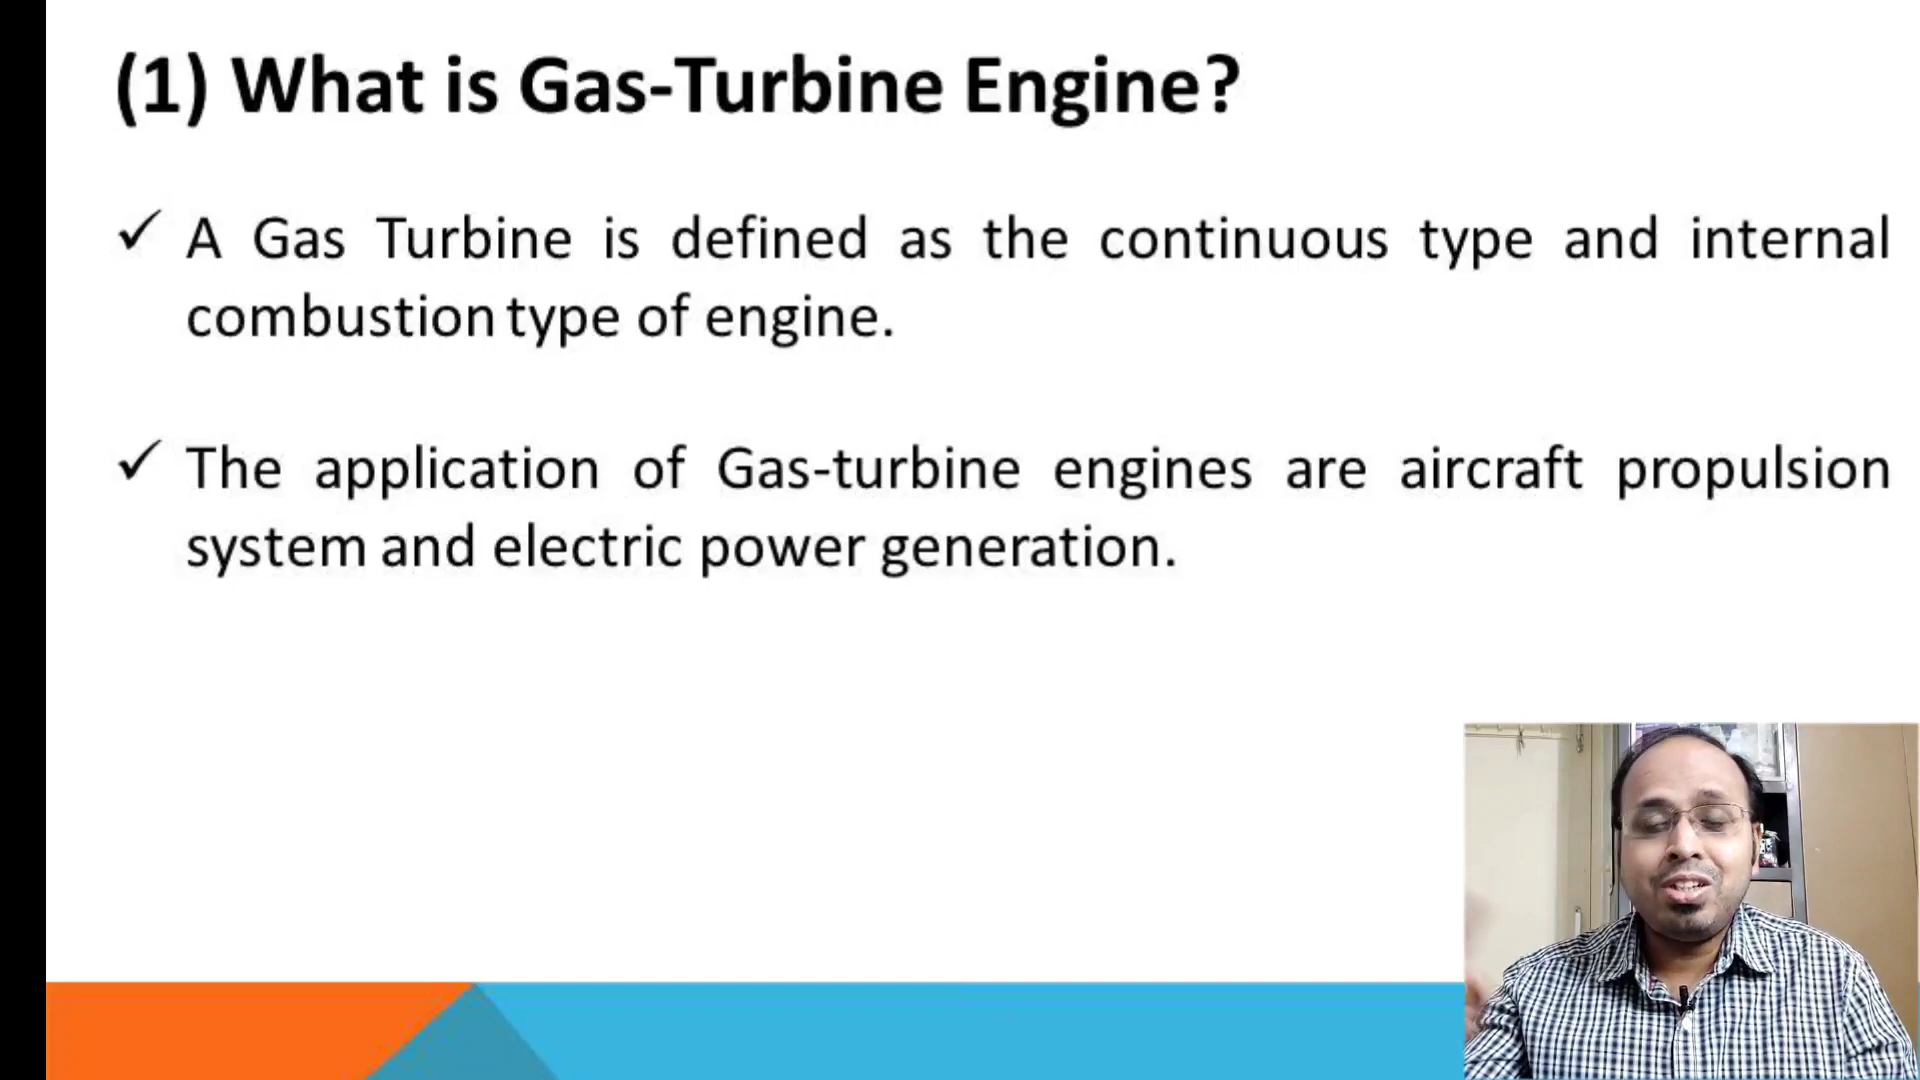 (1) What is Gas-Turbine Engine?
✓ A Gas Turbine is defined as the continuous type and internal
combustion type of engine.
✓ The application of Gas-turbine engines are aircraft propulsion
system and electric power generation.